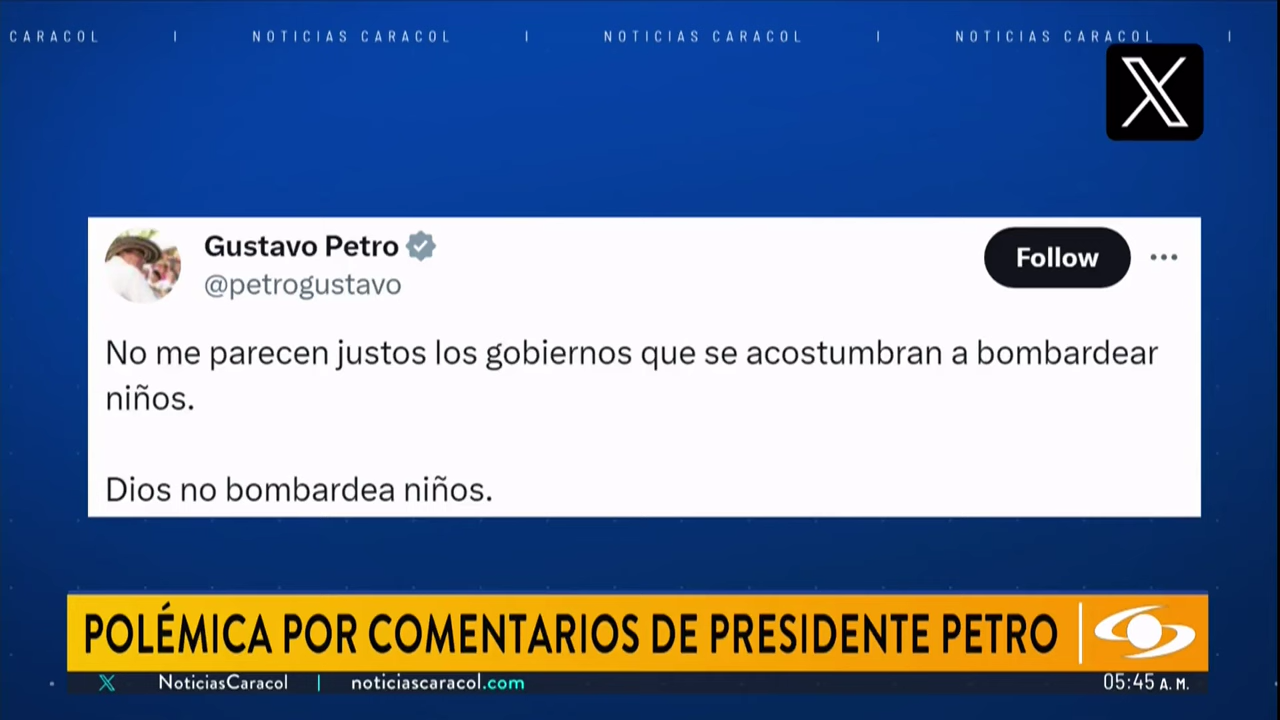 CARACOL | NOTICIAS CARACOL | NOTICIAS CARACOL | NOTICIAS CARACOL |
X
Gustavo Petro
@petrogustavo
Follow
No me parecen justos los gobiernos que se acostumbran a bombardear
niños.
Dios no bombardea niños.
POLÉMICA POR COMENTARIOS DE PRESIDENTE PETRO
X NoticiasCaracol | noticiascaracol.com
05:45 A. M.